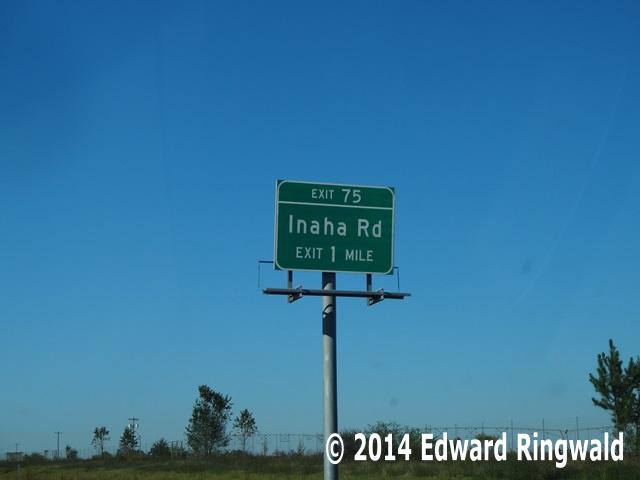 EXIT 75
Inaha Rd
EXIT 1 MILE
© 2014 Edward Ringwald